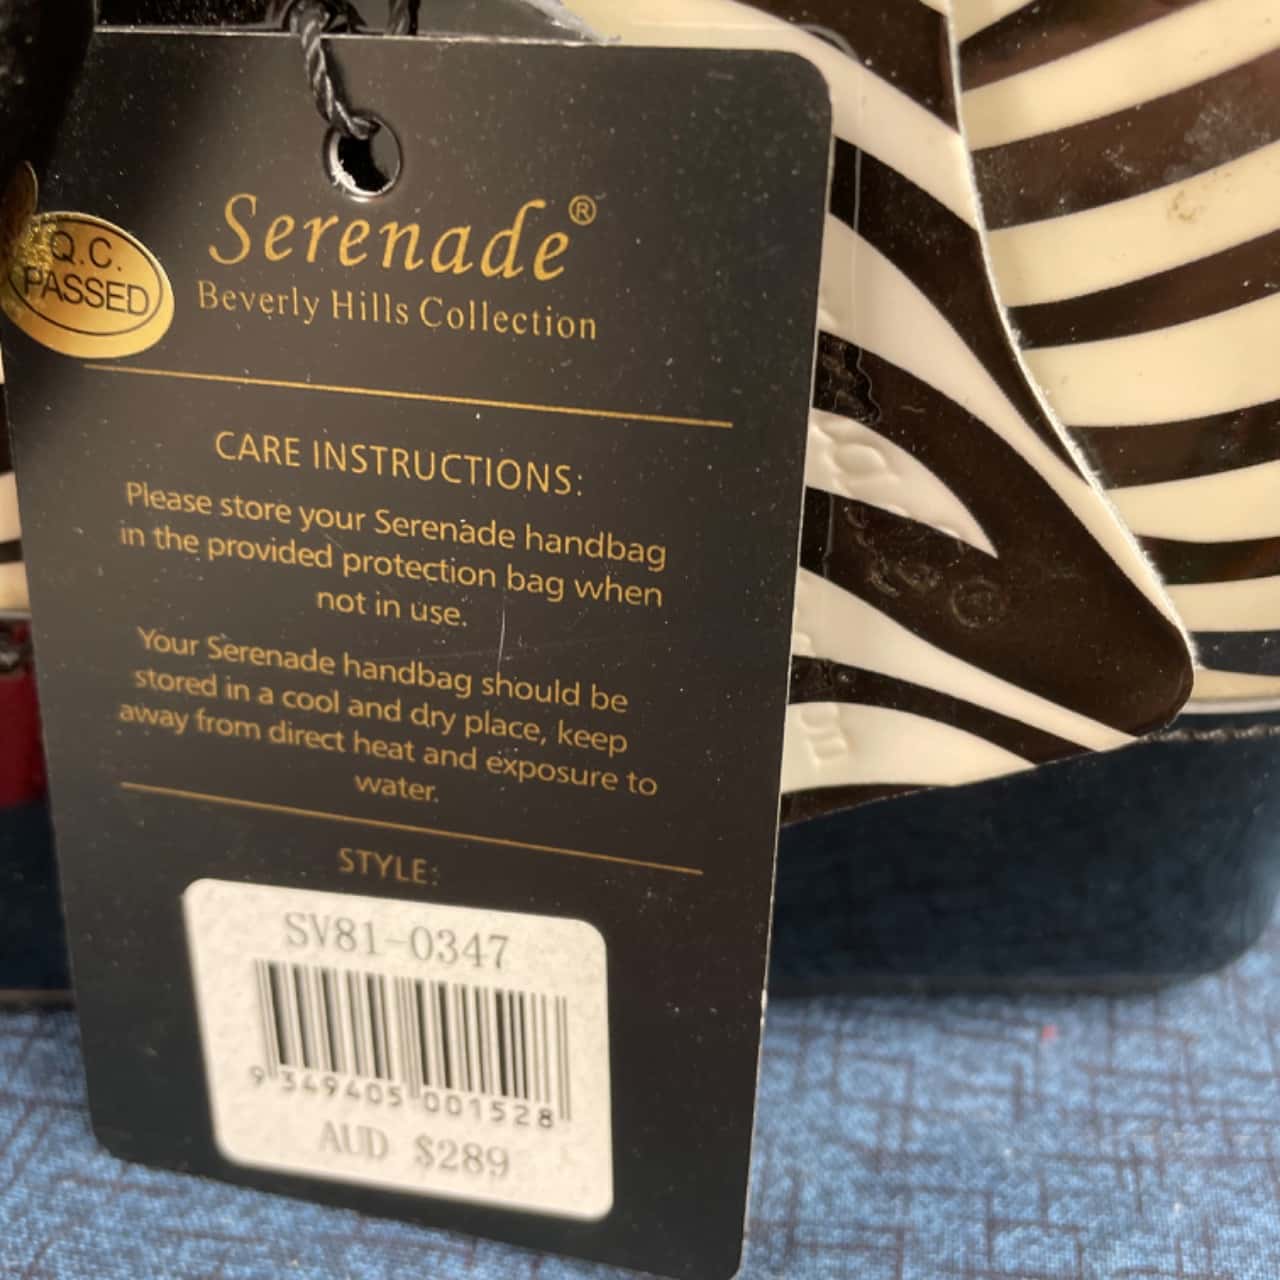 Serenade®
Beverly Hills Collection
Q.C.
PASSED
CARE INSTRUCTIONS:
Please store your Serenade handbag
in the provided protection bag when
not in use.
Your Serenade handbag should be
stored in a cool and dry place, keep
away from direct heat and exposure to
water.
STYLE:
SV81-0347
9 349405 001528
AUD $289